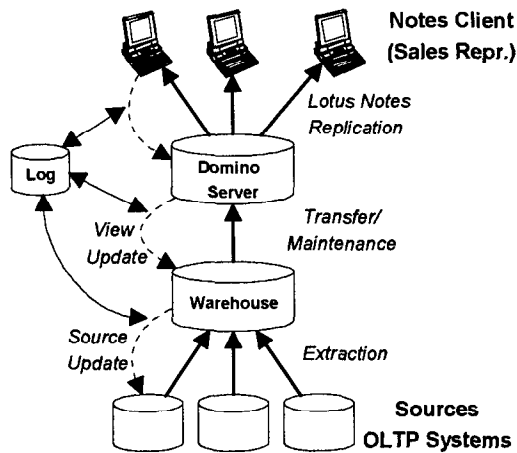 Notes Client
(Sales Repr.)
Lotus Notes
Replication
Log
Domino
Server
View
Update
Transfer/
Maintenance
Warehouse
Source
Update
Extraction
Sources
OLTP Systems